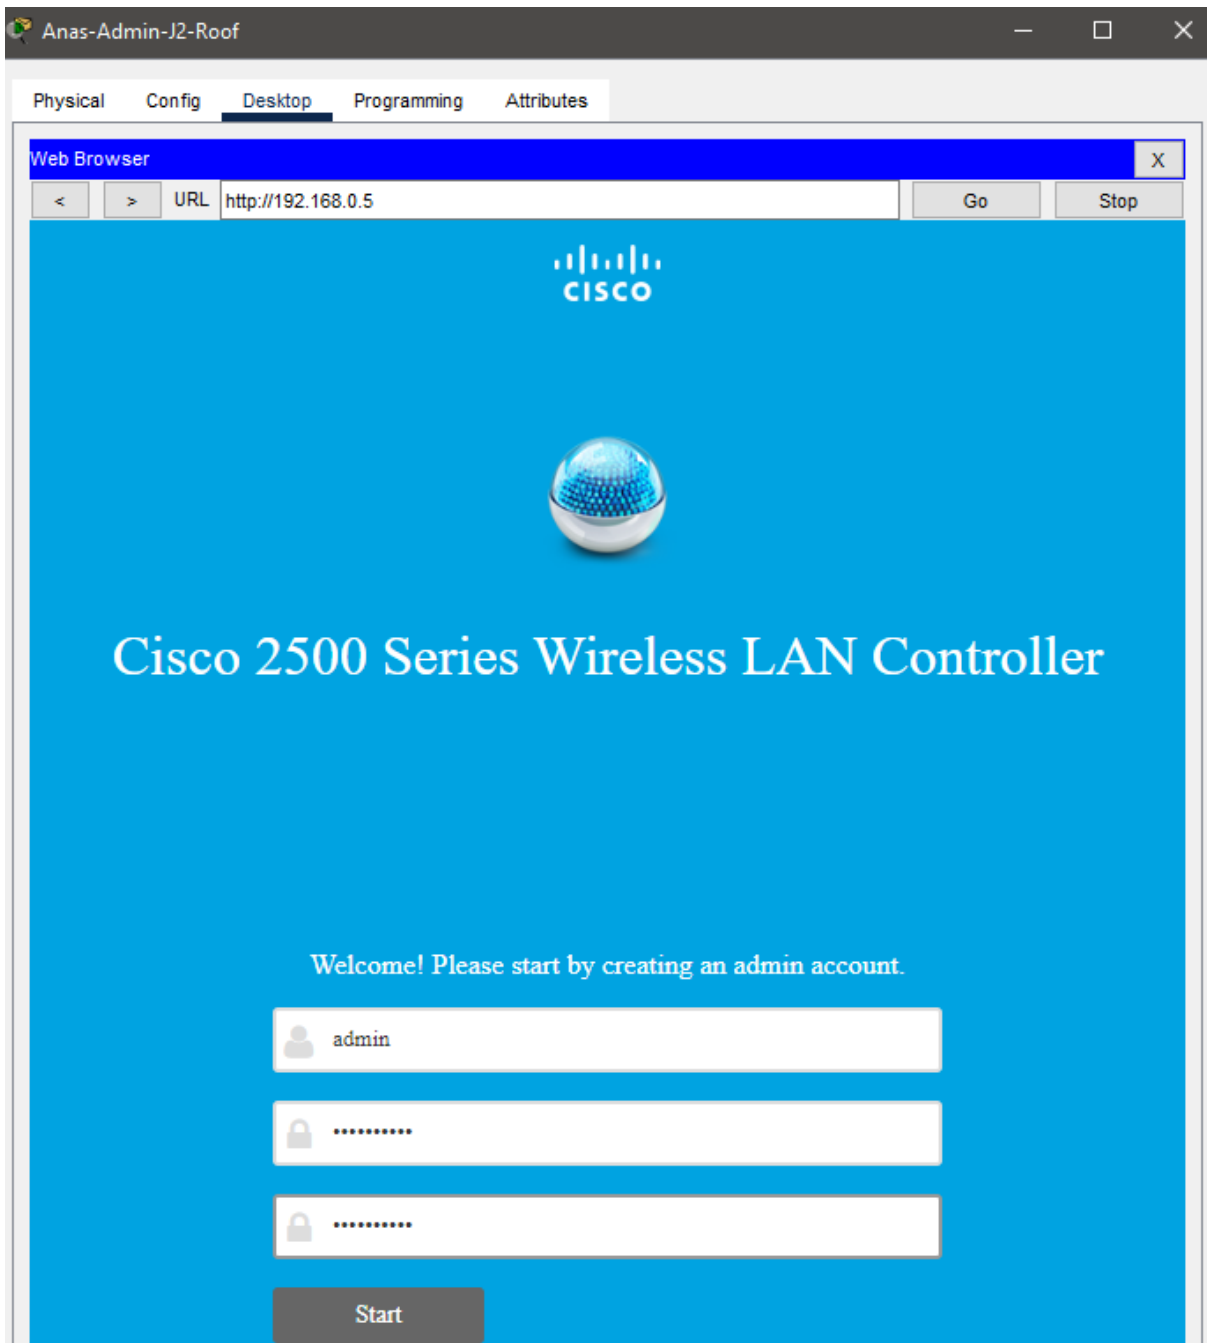 Anas-Admin-J2-Roof
Physical Config Desktop Programming Attributes
Web Browser X
< > URL http://192.168.0.5 Go Stop
CISCO
Cisco 2500 Series Wireless LAN Controller
Welcome! Please start by creating an admin account.
admin
••••••••••
••••••••••
Start